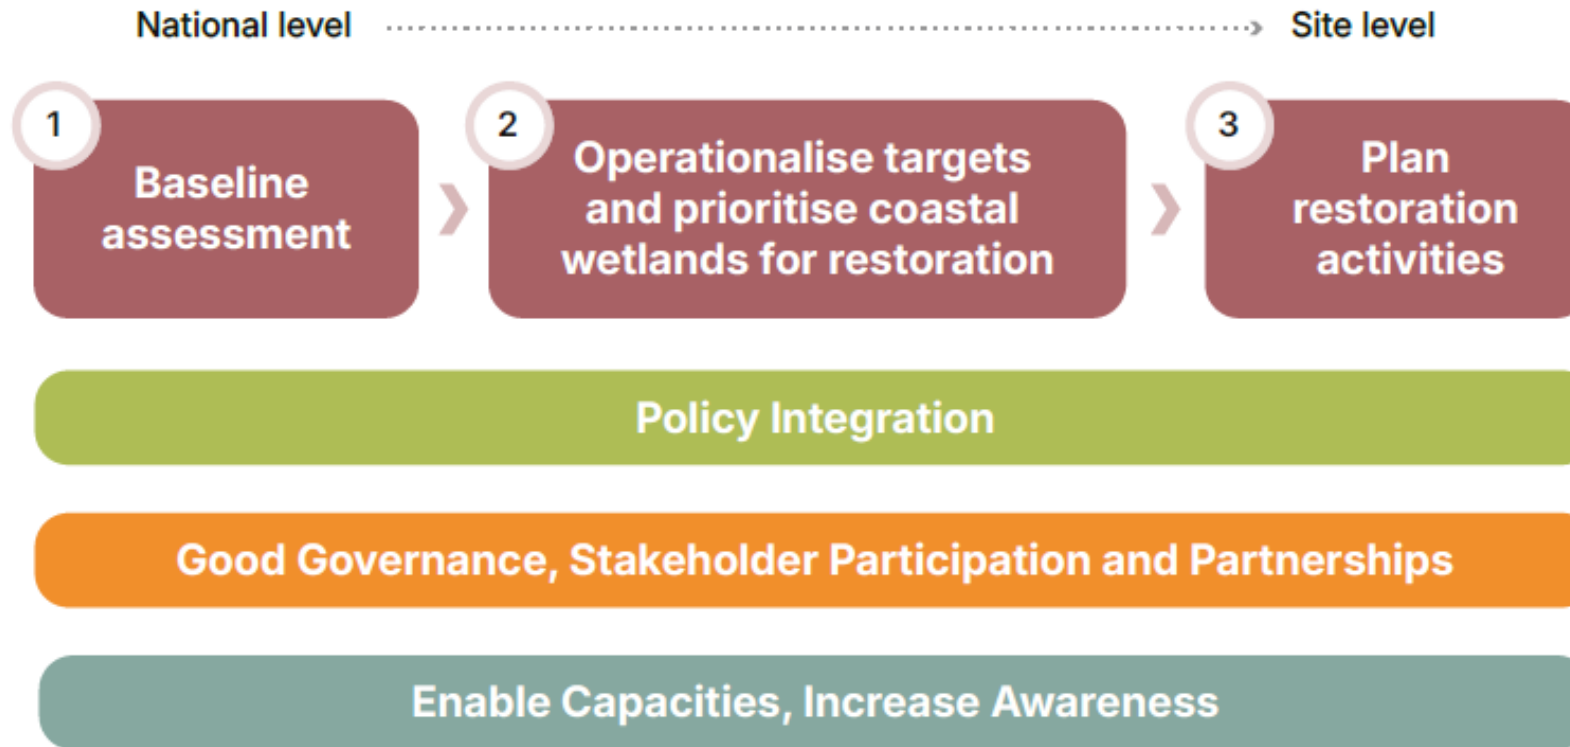 National level
Site level
1
Baseline
assessment
2
Operationalise targets
and prioritise coastal
wetlands for restoration
3
Plan
restoration
activities
Policy Integration
Good Governance, Stakeholder Participation and Partnerships
Enable Capacities, Increase Awareness